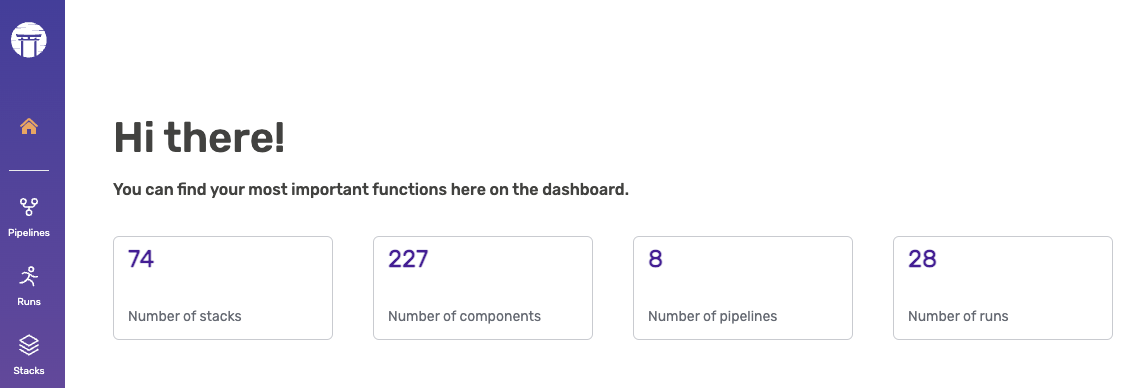 Hi there!
You can find your most important functions here on the dashboard.
74
Number of stacks
227
Number of components
8
Number of pipelines
28
Number of runs
Pipelines
Runs
Stacks